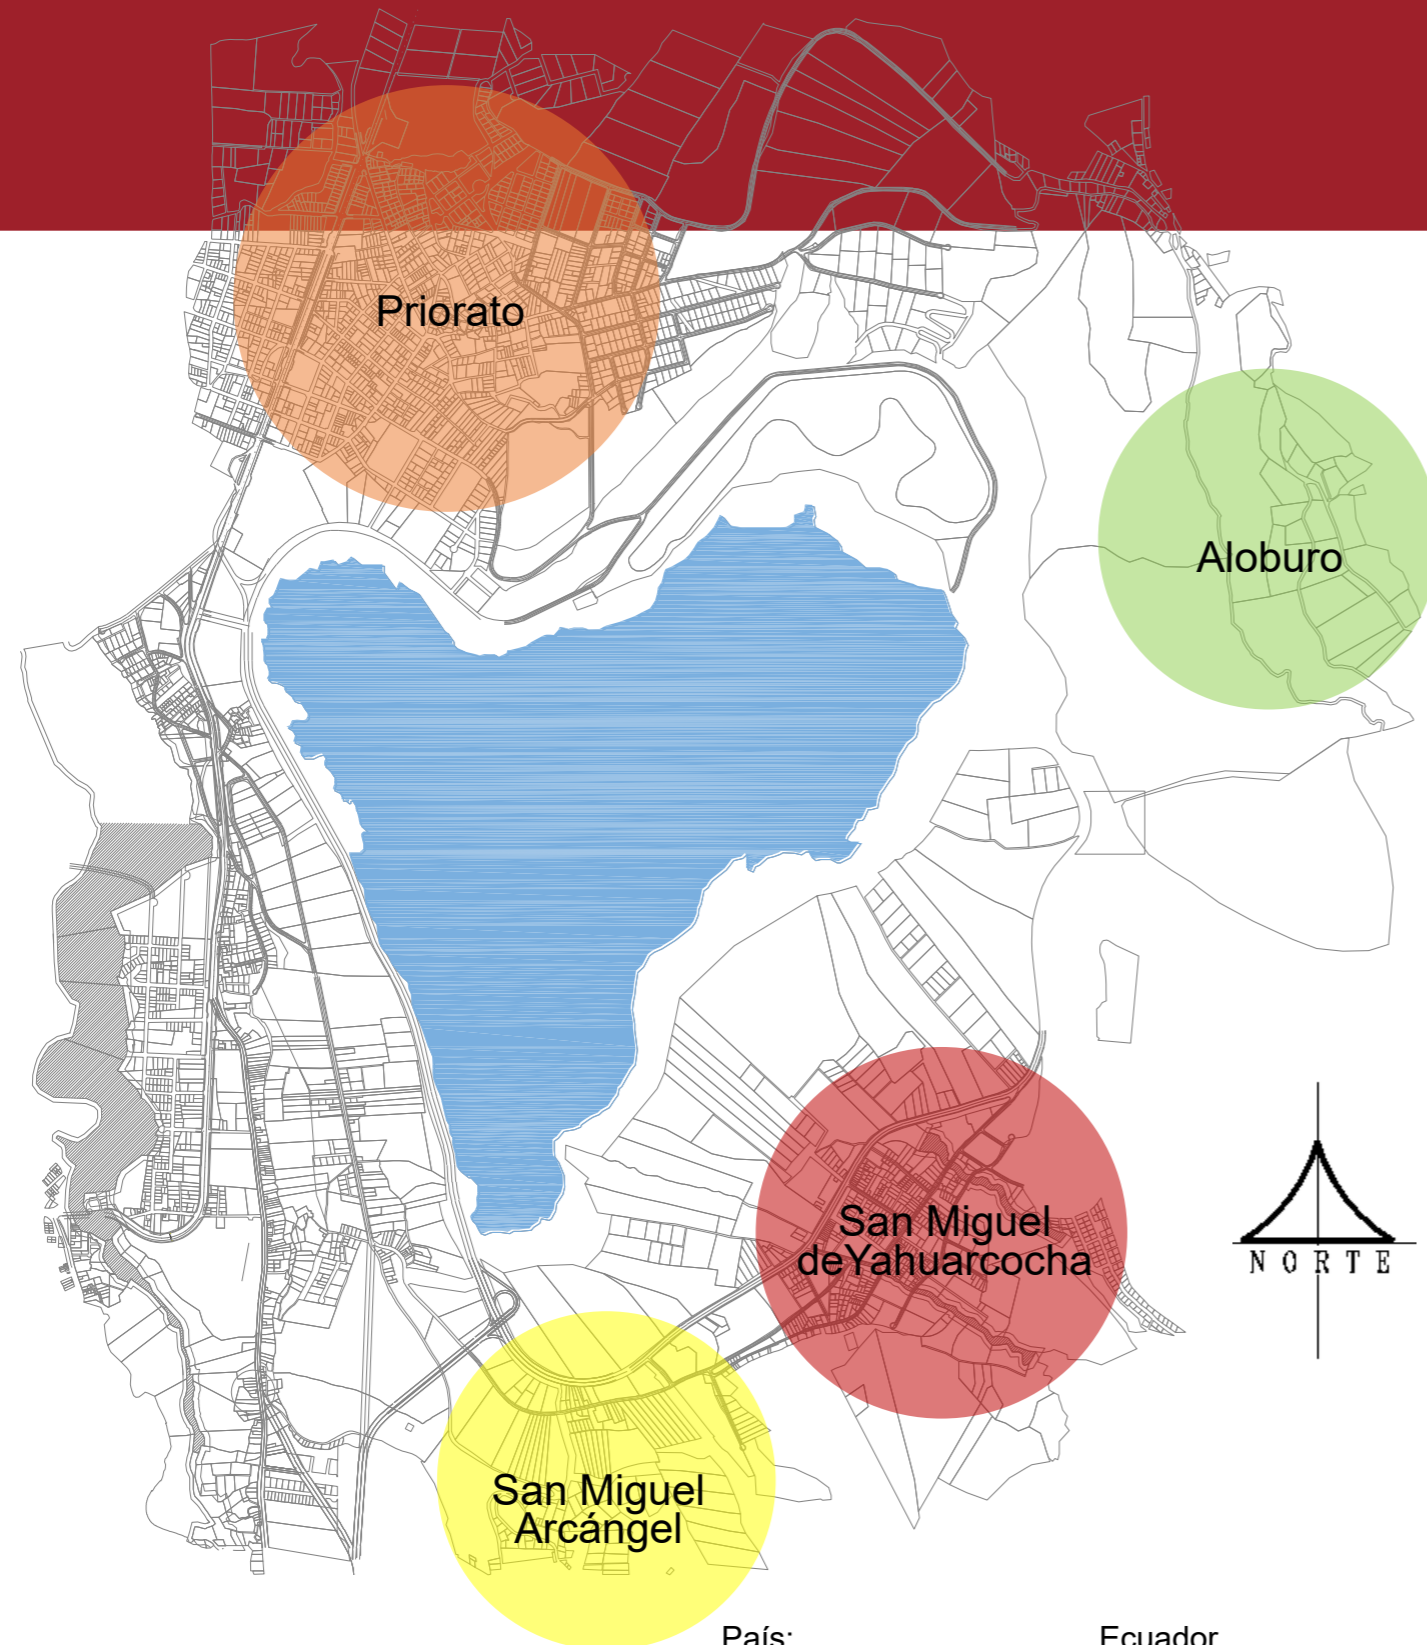 Priorato
Aloburo
San Miguel
deYahuarcocha
NORTE
San Miguel
Arcángel
País: Ecuador